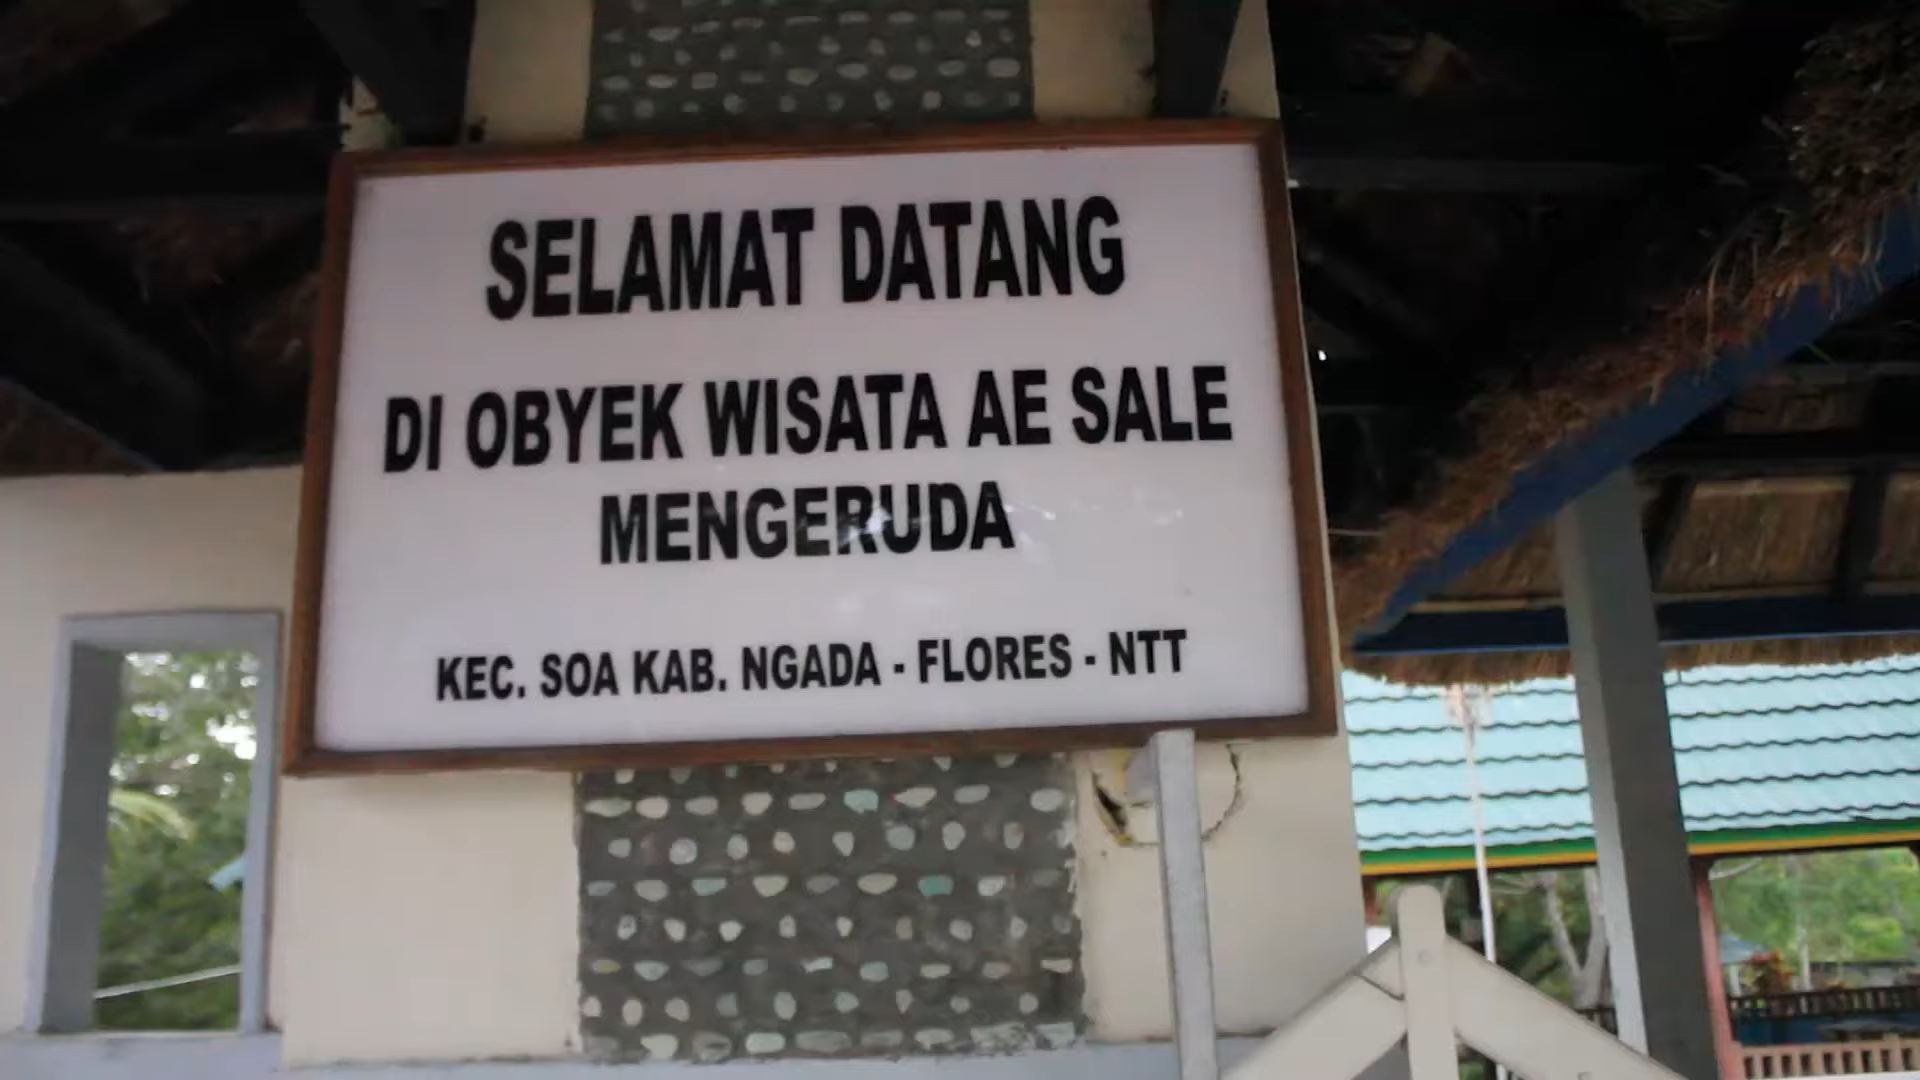 SELAMAT DATANG
DI OBYEK WISATA AE SALE
MENGERUDA
KEC. SOA KAB. NGADA - FLORES - NTT